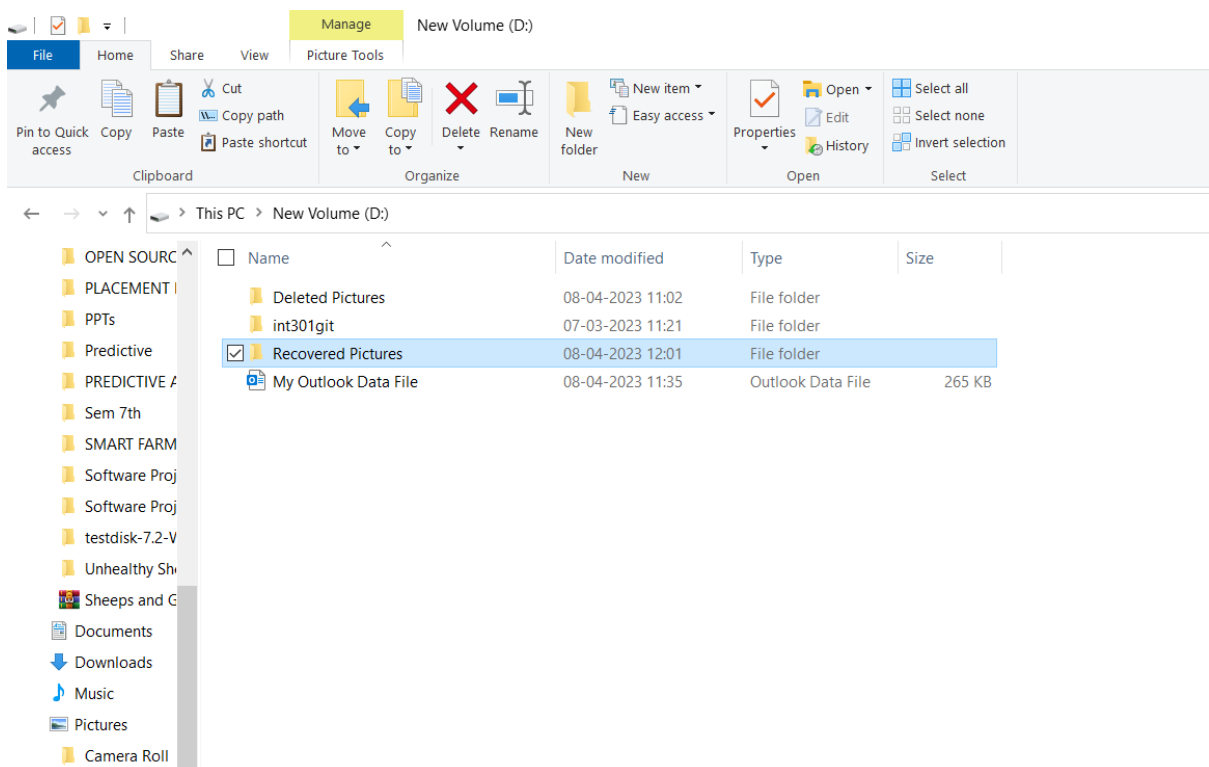 Manage New Volume (D:)
File Home Share View Picture Tools
Pin to Quick access
Copy
Paste
Cut
Copy path
Paste shortcut
Clipboard
Move to
Copy to
Delete
Rename
Organize
New folder
New item
Easy access
New
Properties
Open
Edit
History
Open
Select all
Select none
Invert selection
Select
This PC > New Volume (D:)
OPEN SOURC
PLACEMENT
PPTs
Predictive
PREDICTIVE A
Sem 7th
SMART FARM
Software Proj
Software Proj
testdisk-7.2-W
Unhealthy She
Sheeps and G
Documents
Downloads
Music
Pictures
Camera Roll
Name Date modified Type Size
Deleted Pictures 08-04-2023 11:02 File folder
int301git 07-03-2023 11:21 File folder
Recovered Pictures 08-04-2023 12:01 File folder
My Outlook Data File 08-04-2023 11:35 Outlook Data File 265 KB